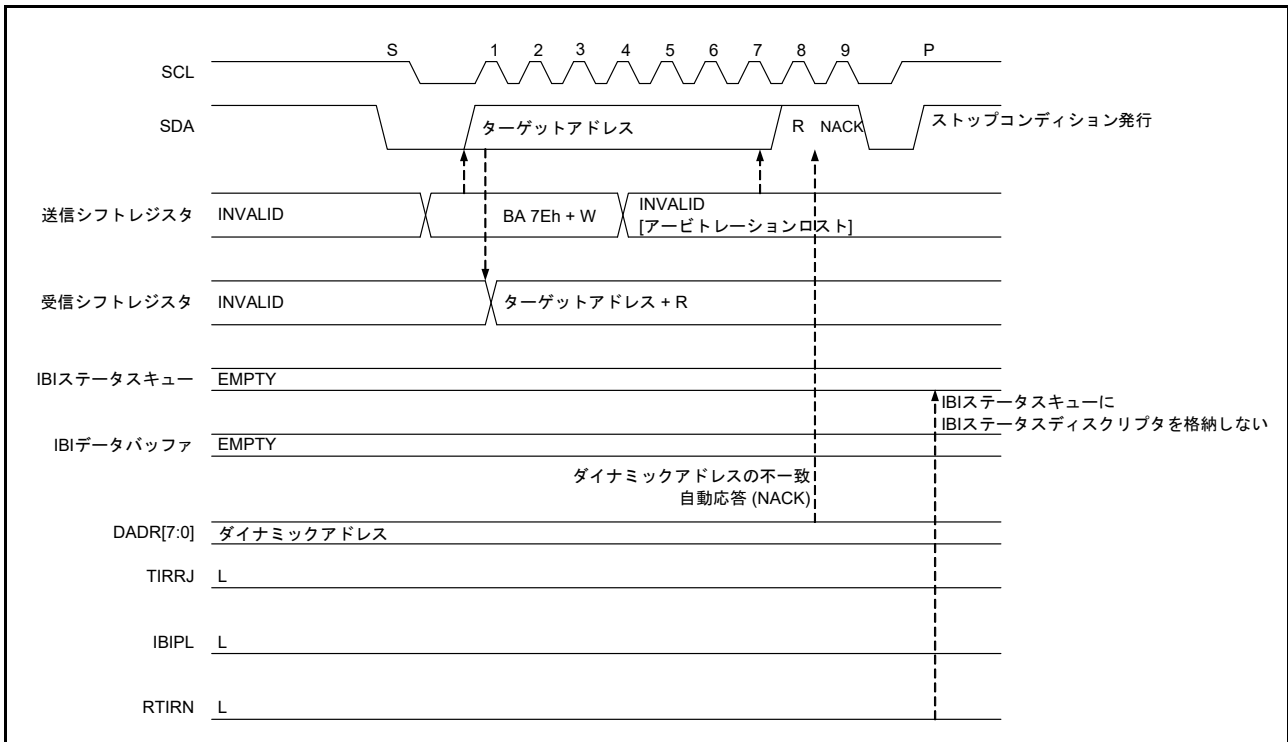 S 1 2 3 4 5 6 7 8 9 P
SCL
SDA ターゲットアドレス R NACK ストップコンディション発行
送信シフトレジスタ INVALID BA 7Eh + W INVALID
[アービトレーションロスト]
受信シフトレジスタ INVALID ターゲットアドレス + R
IBIステータスキュー EMPTY
IBIステータスキューに
IBIステータスディスクリプタを格納しない
IBIデータバッファ EMPTY
ダイナミックアドレスの不一致
自動応答 (NACK)
DADR[7:0] ダイナミックアドレス
TIRRJ L
IBIPL L
RTIRN L